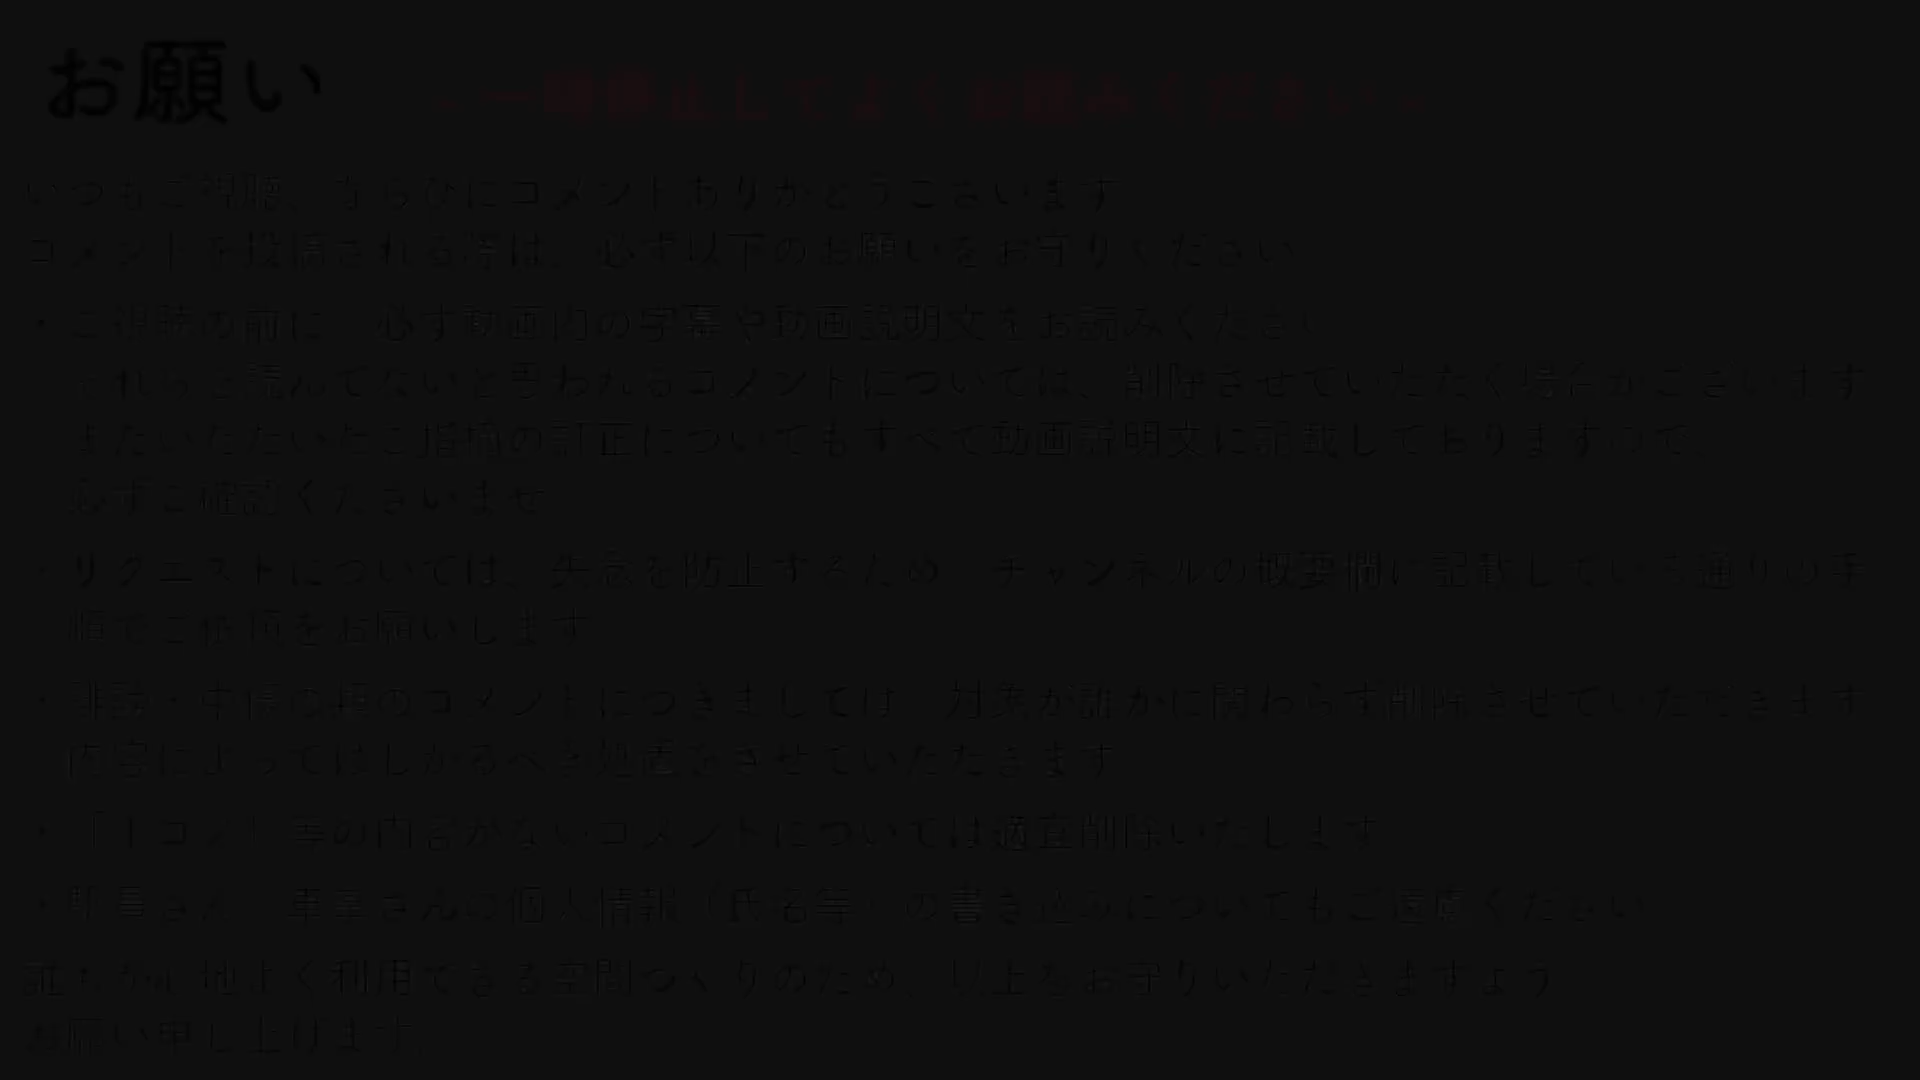 お願い
~一時停止してよくお読みください~
いつもご視聴、ならびにコメントありがとうございます
コメントを投稿される際は、必ず以下のお願いをお守りください
・ご視聴の前に、必ず動画内の字幕や動画説明文をお読みください
それらを読んでないと思われるコメントについては、削除させていただく場合がございます
またいただいたご指摘の訂正についてもすべて動画説明文に記載しておりますので、
必ずご確認くださいませ
・リクエストについては、失念を防止するため、チャンネルの概要欄に記載している通りの手
順でご依頼をお願いします
・誹謗・中傷の類のコメントにつきましては、対象が誰かに関わらず削除させていただきます
内容によってはしかるべき処置をさせていただきます
・「1コメ」等の内容がないコメントについては適宜削除いたします
・駅員さん、車掌さんの個人情報（氏名等）の書き込みについてもご遠慮ください
誰もが心地よく利用できる空間づくりのため、以上をお守りいただきますよう
お願い申し上げます